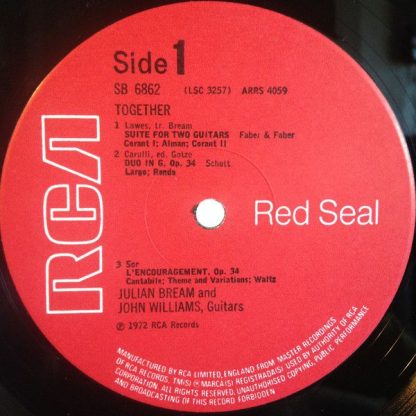 Side 1
SB 6862 (LSC 3257) ARRS 4059
TOGETHER
1 Lawes, tr. Bream
SUITE FOR TWO GUITARS Faber & Faber
Corant I; Alman; Corant II
2 Carulli, ed. Gotze
DUO IN G, Op. 34 Schott
Largo; Rondo
RCA
Red Seal
3 Sor
L'ENCOURAGEMENT, Op. 34
Cantabile; Theme and Variations; Waltz
JULIAN BREAM and
JOHN WILLIAMS, Guitars
℗ 1972 RCA Records
MANUFACTURED BY RCA LIMITED, ENGLAND FROM MASTER RECORDINGS
OF RCA RECORDS. TM(S) ® MARCA(S) REGISTRADA(S) USED BY AUTHORITY OF RCA
CORPORATION. ALL RIGHTS RESERVED. UNAUTHORISED COPYING, PUBLIC PERFORMANCE
AND BROADCASTING OF THIS RECORD FORBIDDEN